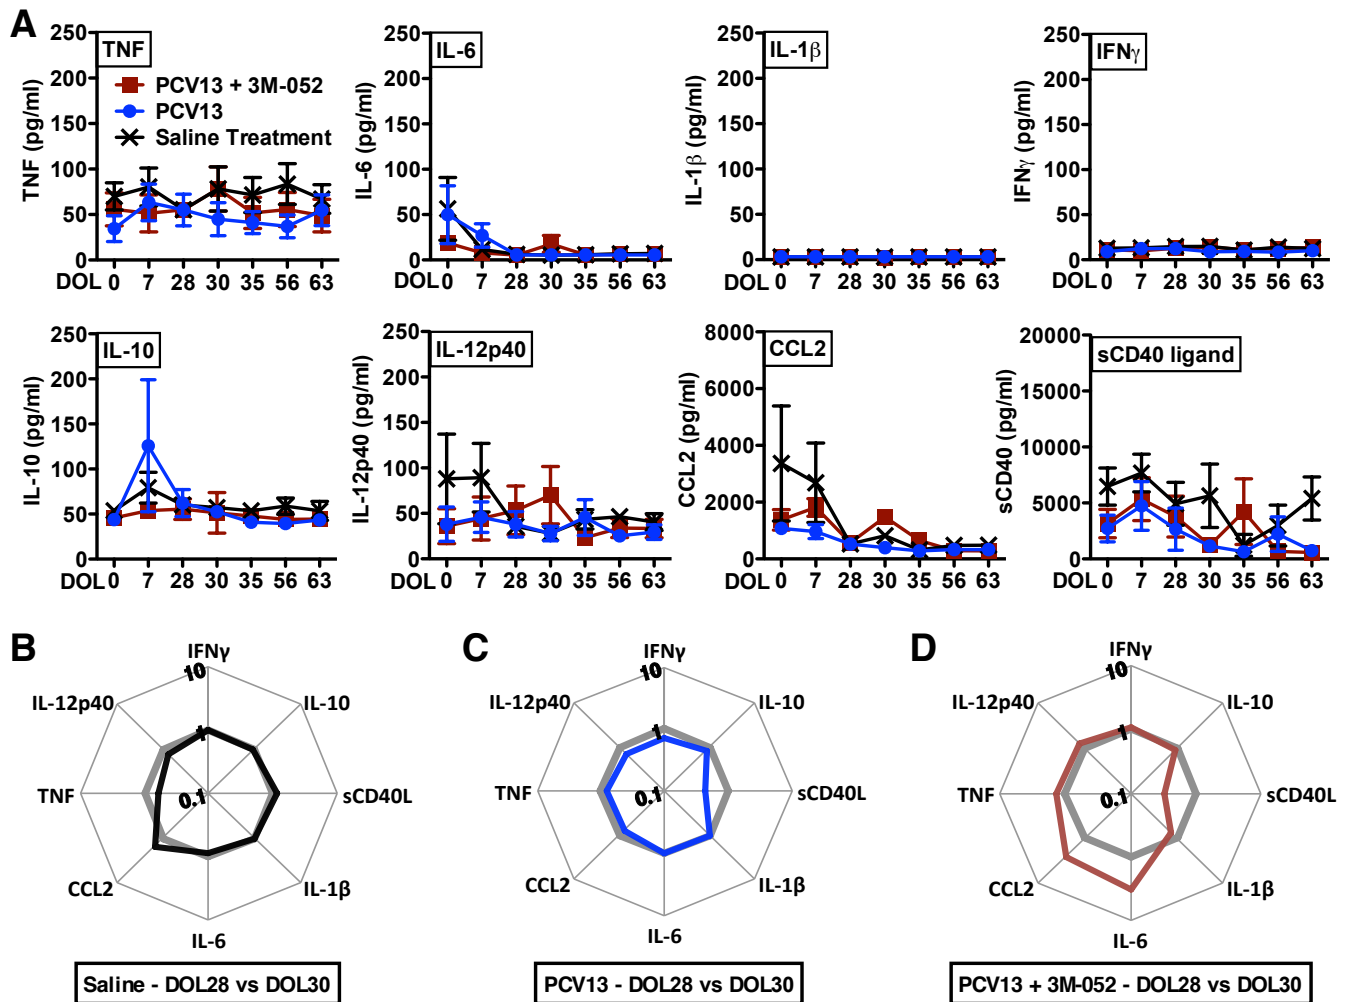 A
TNF
PCV13 + 3M-052
PCV13
Saline Treatment
TNF (pg/ml)
250
200
150
100
50
0
DOL 0 7 28 30 35 56 63
IL-6
IL-6 (pg/ml)
250
200
150
100
50
0
DOL 0 7 28 30 35 56 63
IL-1β
IL-1β (pg/ml)
250
200
150
100
50
0
DOL 0 7 28 30 35 56 63
IFNγ
IFNγ (pg/ml)
250
200
150
100
50
0
DOL 0 7 28 30 35 56 63
IL-10
IL-10 (pg/ml)
250
200
150
100
50
0
DOL 0 7 28 30 35 56 63
IL-12p40
IL-12p40 (pg/ml)
250
200
150
100
50
0
DOL 0 7 28 30 35 56 63
CCL2
CCL2 (pg/ml)
8000
6000
4000
2000
0
DOL 0 7 28 30 35 56 63
sCD40 ligand
sCD40 (pg/ml)
20000
15000
10000
5000
0
DOL 0 7 28 30 35 56 63
B
IFNγ
IL-10
sCD40L
IL-1β
IL-6
CCL2
TNF
IL-12p40
10
1
0.1
Saline - DOL28 vs DOL30
C
IFNγ
IL-10
sCD40L
IL-1β
IL-6
CCL2
TNF
IL-12p40
10
1
0.1
PCV13 - DOL28 vs DOL30
D
IFNγ
IL-10
sCD40L
IL-1β
IL-6
CCL2
TNF
IL-12p40
10
1
0.1
PCV13 + 3M-052 - DOL28 vs DOL30